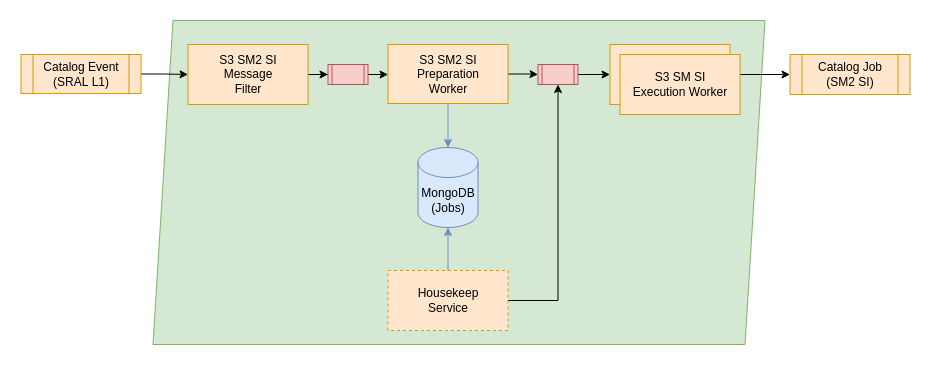 Catalog Event
(SRAL L1)
S3 SM2 SI
Message
Filter
S3 SM2 SI
Preparation
Worker
S3 SM SI
Execution Worker
Catalog Job
(SM2 SI)
MongoDB
(Jobs)
Housekeep
Service